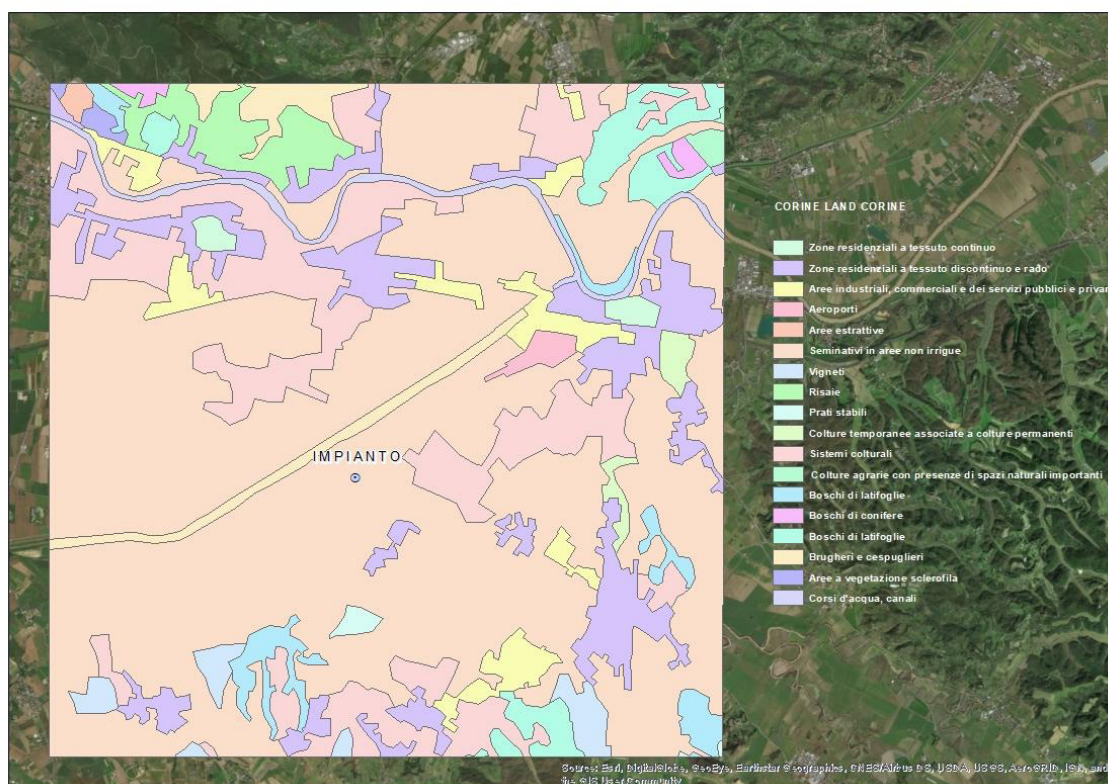 CORINE LAND CORINE
Zone residenziali a tessuto continuo
Zone residenziali a tessuto discontinuo e rado
Aree industriali, commerciali e dei servizi pubblici e privar
Aeroporti
Aree estrattive
Seminativi in aree non irrigue
Vigneti
Risaie
Prati stabili
Colture temporanee associate a colture permanenti
Sistemi colturali
Colture agrarie con presenze di spazi naturali importanti
Boschi di latifoglie
Boschi di conifere
Boschi di latifoglie
Brugheri e cespuglieri
Aree a vegetazione sclerofila
Corsi d'acqua, canali
IMPIANTO
Source: Esri, DigitalGlobe, GeoEye, Earthstar Geographics, CNES/Airbus DS, USDA, USGS, AeroGRID, IGN, and
the GIS User Community